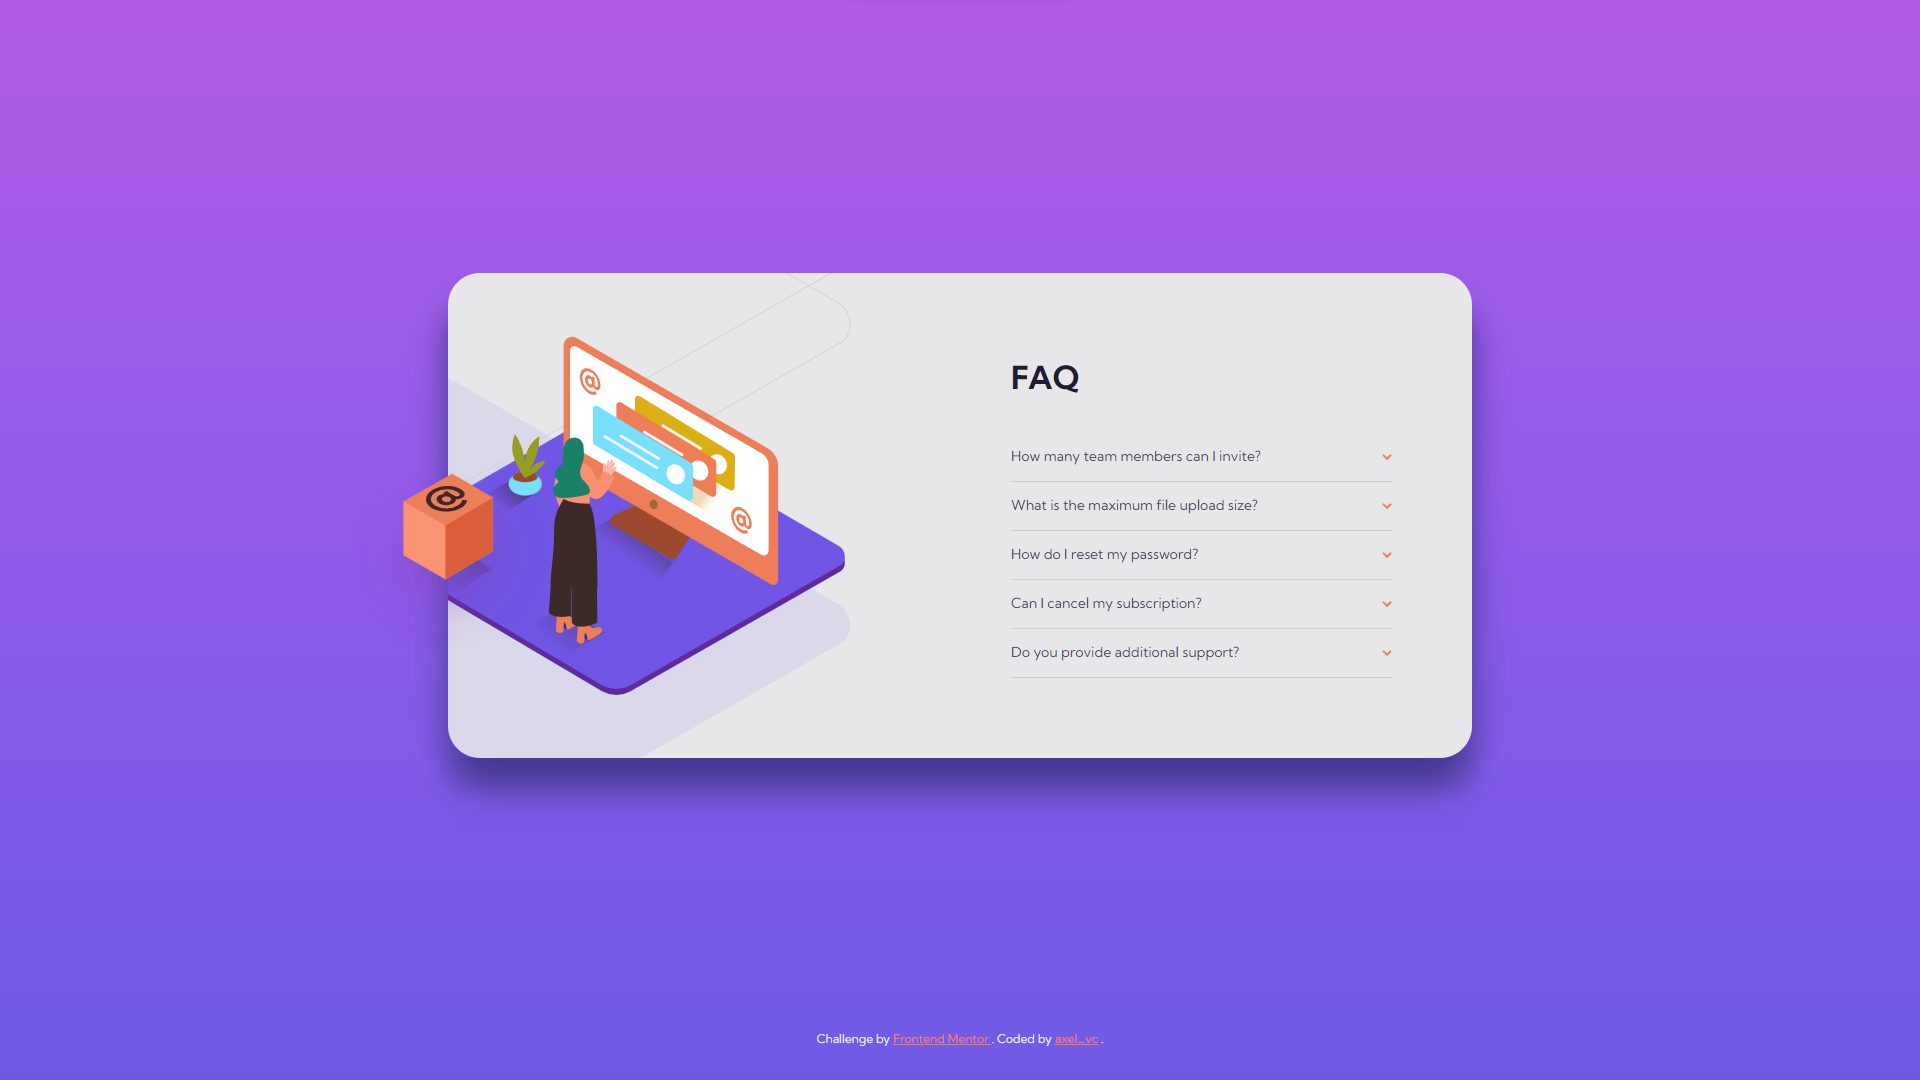 @
@
@
FAQ
How many team members can I invite?
What is the maximum file upload size?
How do I reset my password?
Can I cancel my subscription?
Do you provide additional support?
Challenge by Frontend Mentor . Coded by axel_vc .